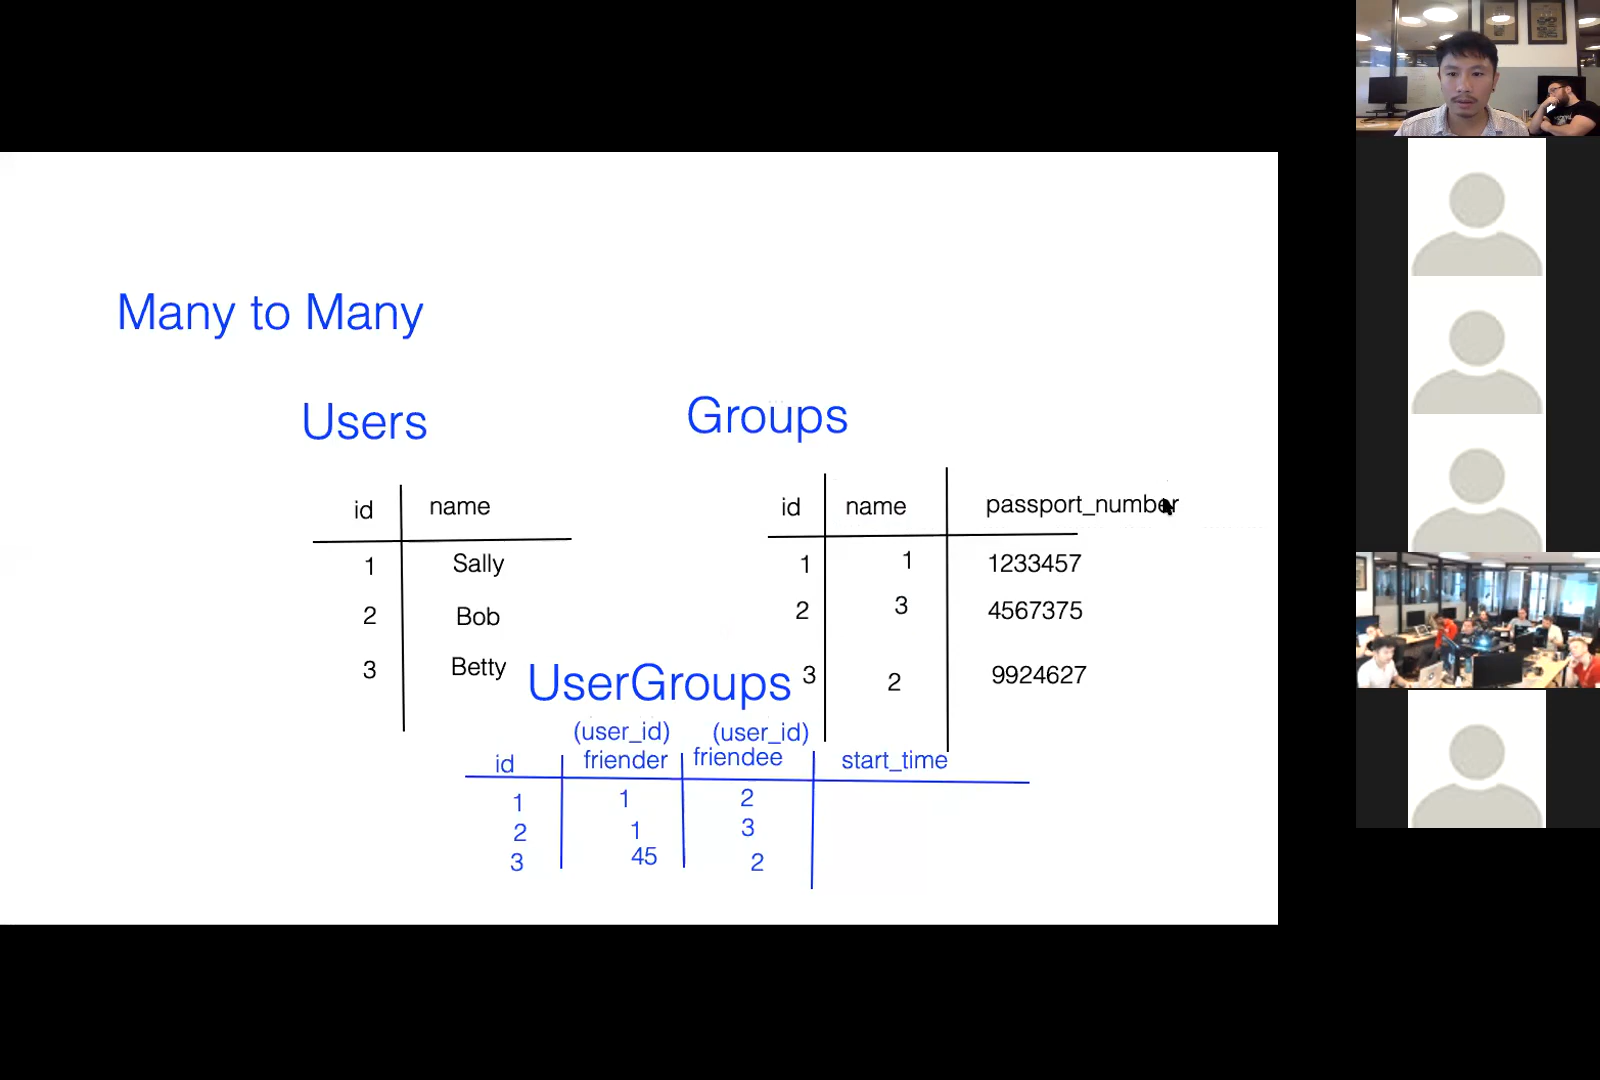 Many to Many
Users
Groups
id name
id name passport_number
1 Sally
1 1 1233457
2 Bob
2 3 4567375
3 Betty
3 2 9924627
UserGroups
(user_id) (user_id)
id friender friendee start_time
1 1 2
2 1 3
3 45 2